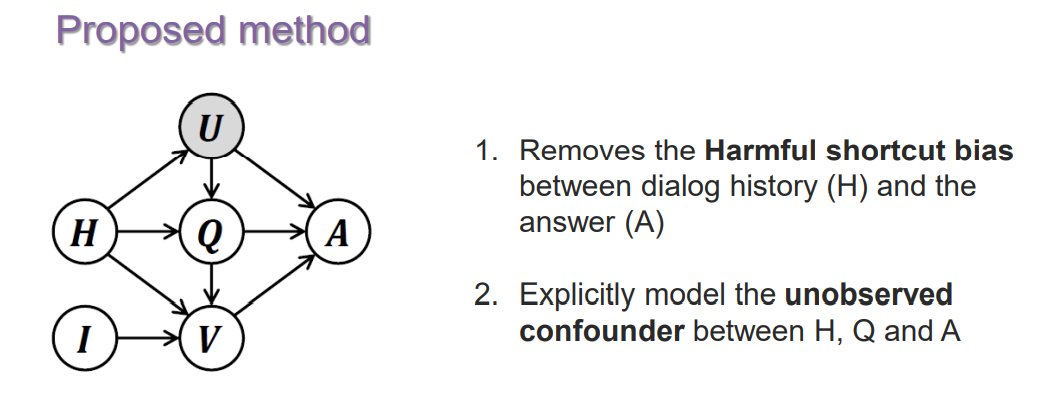 Proposed method
U
H
Q
A
I
V
1. Removes the Harmful shortcut bias
between dialog history (H) and the
answer (A)
2. Explicitly model the unobserved
confounder between H, Q and A